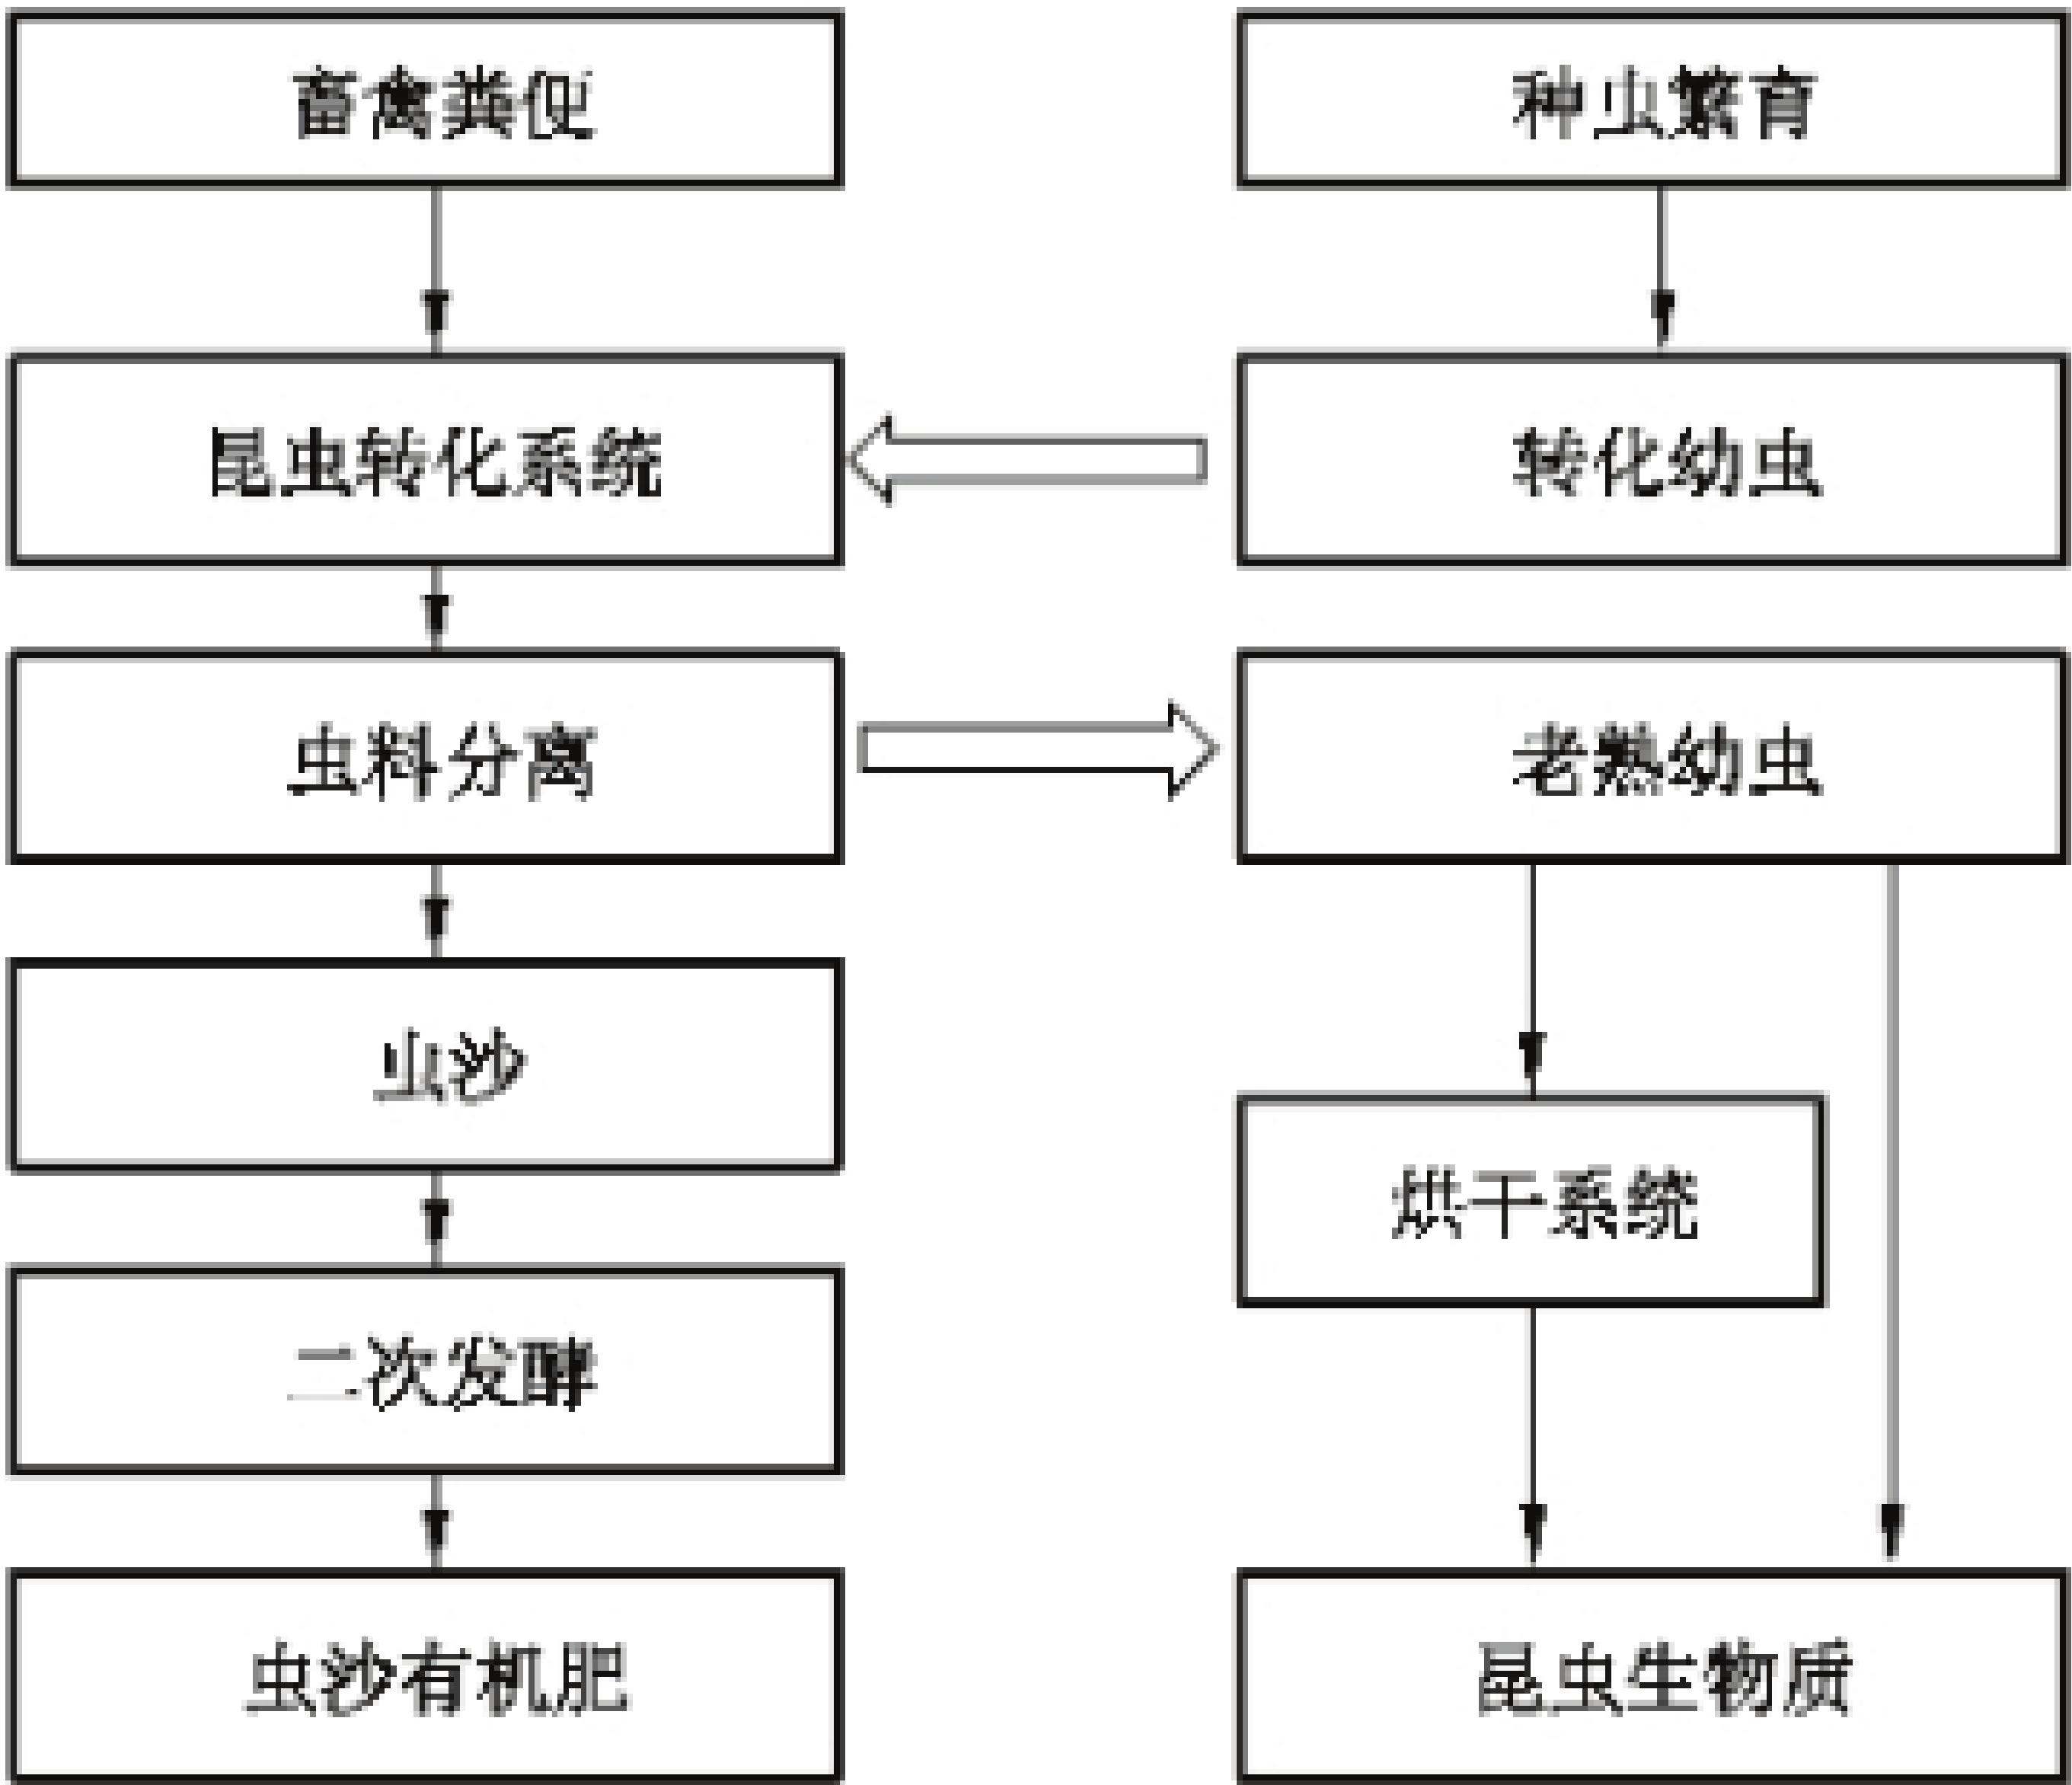 畜禽粪便
种虫繁育
昆虫转化系统
转化幼虫
虫料分离
老熟幼虫
虫沙
烘干系统
二次发酵
虫沙有机肥
昆虫生物质